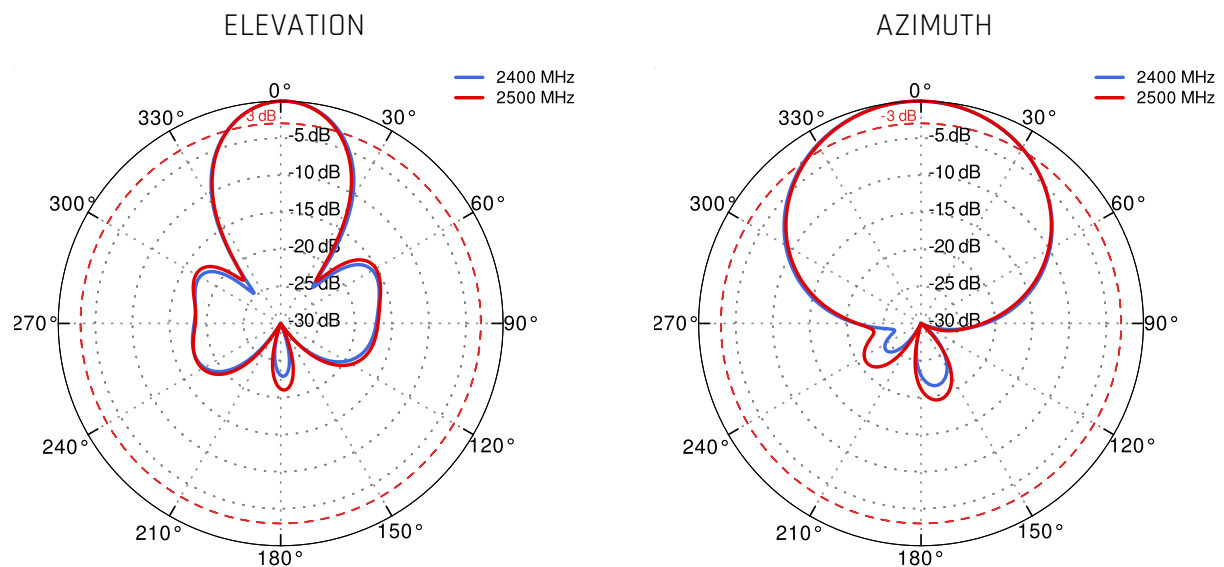 ELEVATION
2400 MHz
2500 MHz
0°
330°
30°
3 dB
-5 dB
-10 dB
300°
60°
-15 dB
-20 dB
-25 dB
-30 dB
270°
90°
240°
120°
210°
150°
180°
AZIMUTH
2400 MHz
2500 MHz
0°
330°
30°
-3 dB
-5 dB
-10 dB
300°
60°
-15 dB
-20 dB
-25 dB
-30 dB
270°
90°
240°
120°
210°
150°
180°